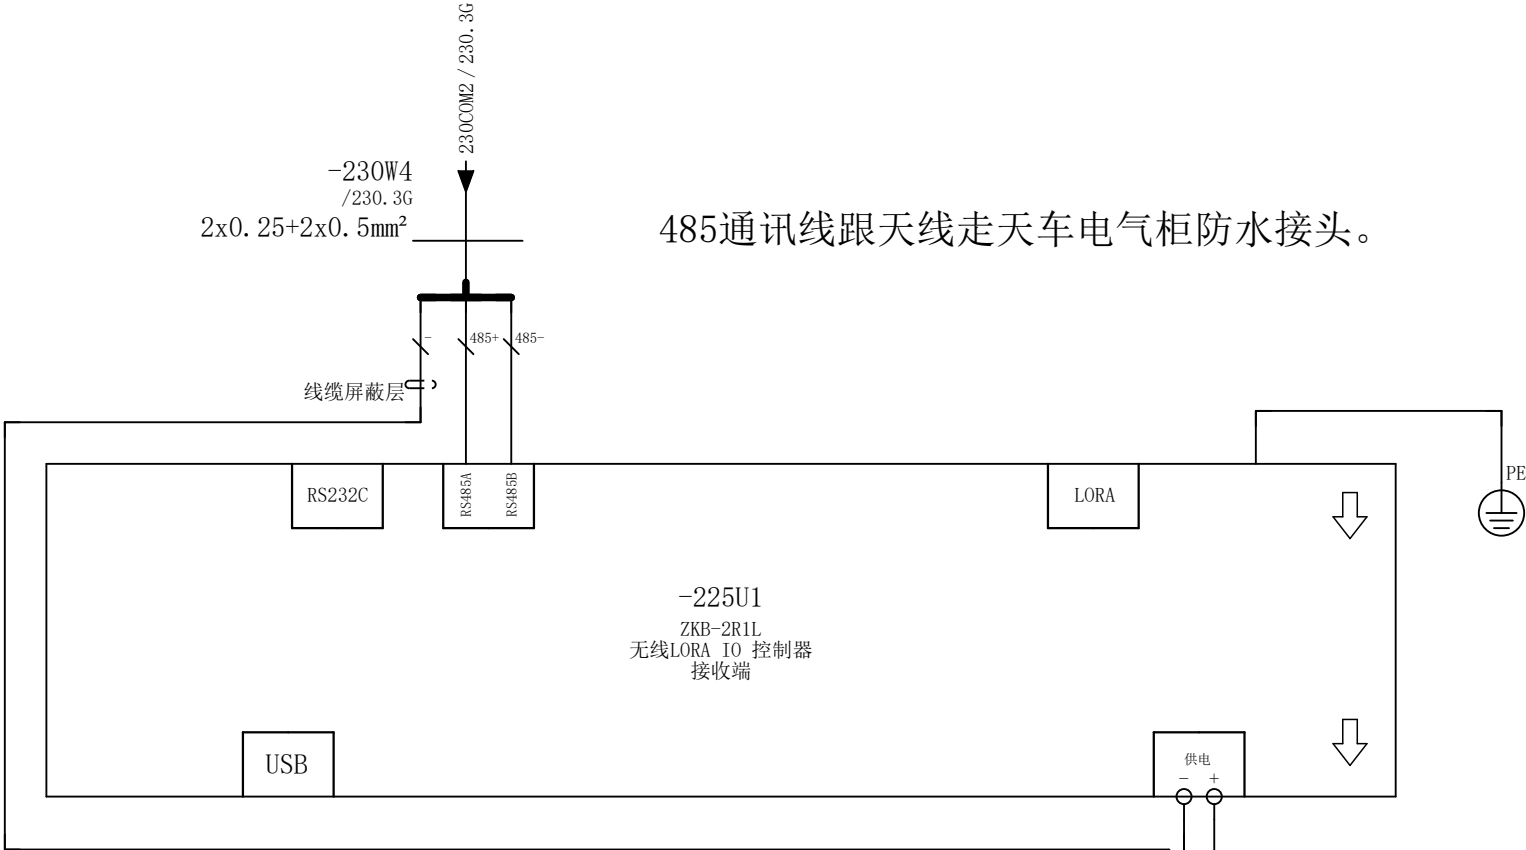 230COM2 / 230.3G
-230W4
/230.3G
2x0.25+2x0.5mm²
485通讯线跟天线走天车电气柜防水接头。
-
485+
485-
线缆屏蔽层
PE
RS232C
RS485A
RS485B
LORA
-225U1
ZKB-2R1L
无线LORA IO 控制器
接收端
USB
供电
- +